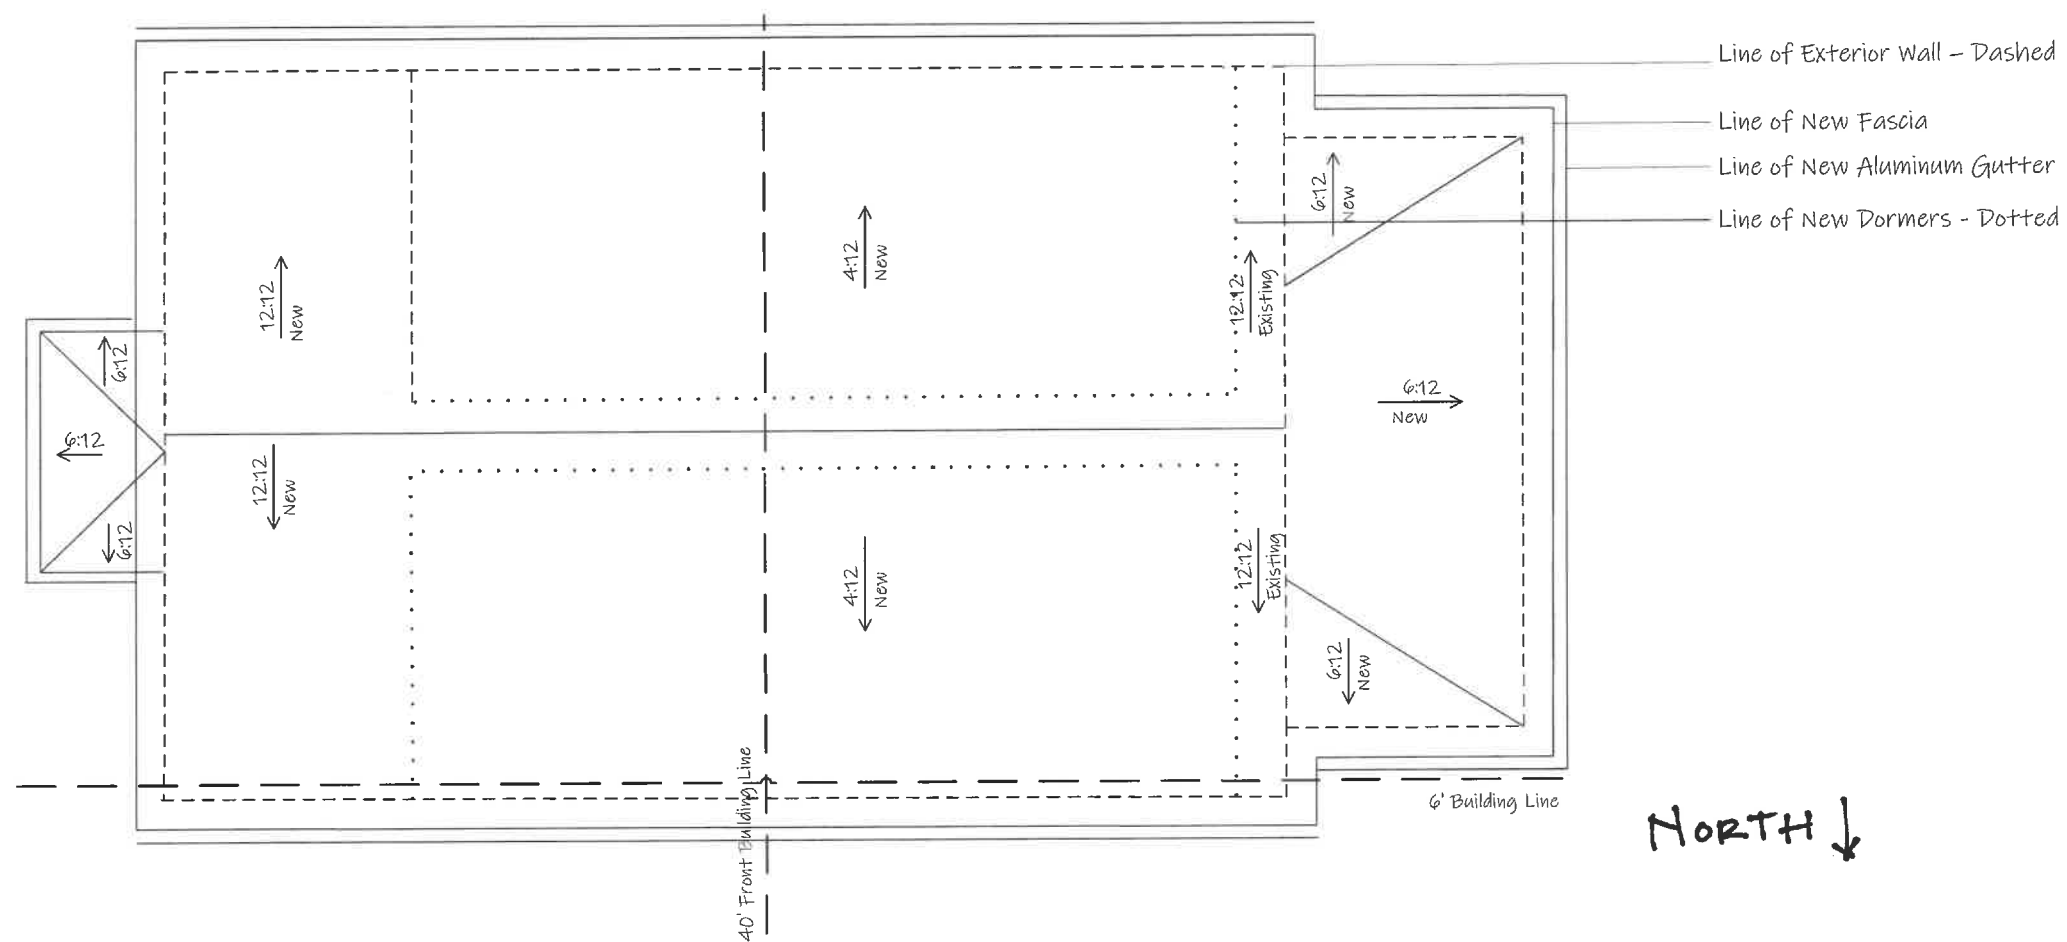 Line of Exterior Wall – Dashed
Line of New Fascia
Line of New Aluminum Gutter
Line of New Dormers - Dotted
6:12
New
4:12
New
12:12
New
12:12
Existing
6:12
6:12
New
6:12
12:12
New
6:12
4:12
New
12:12
Existing
6:12
New
40' Front Building Line
6' Building Line
NORTH